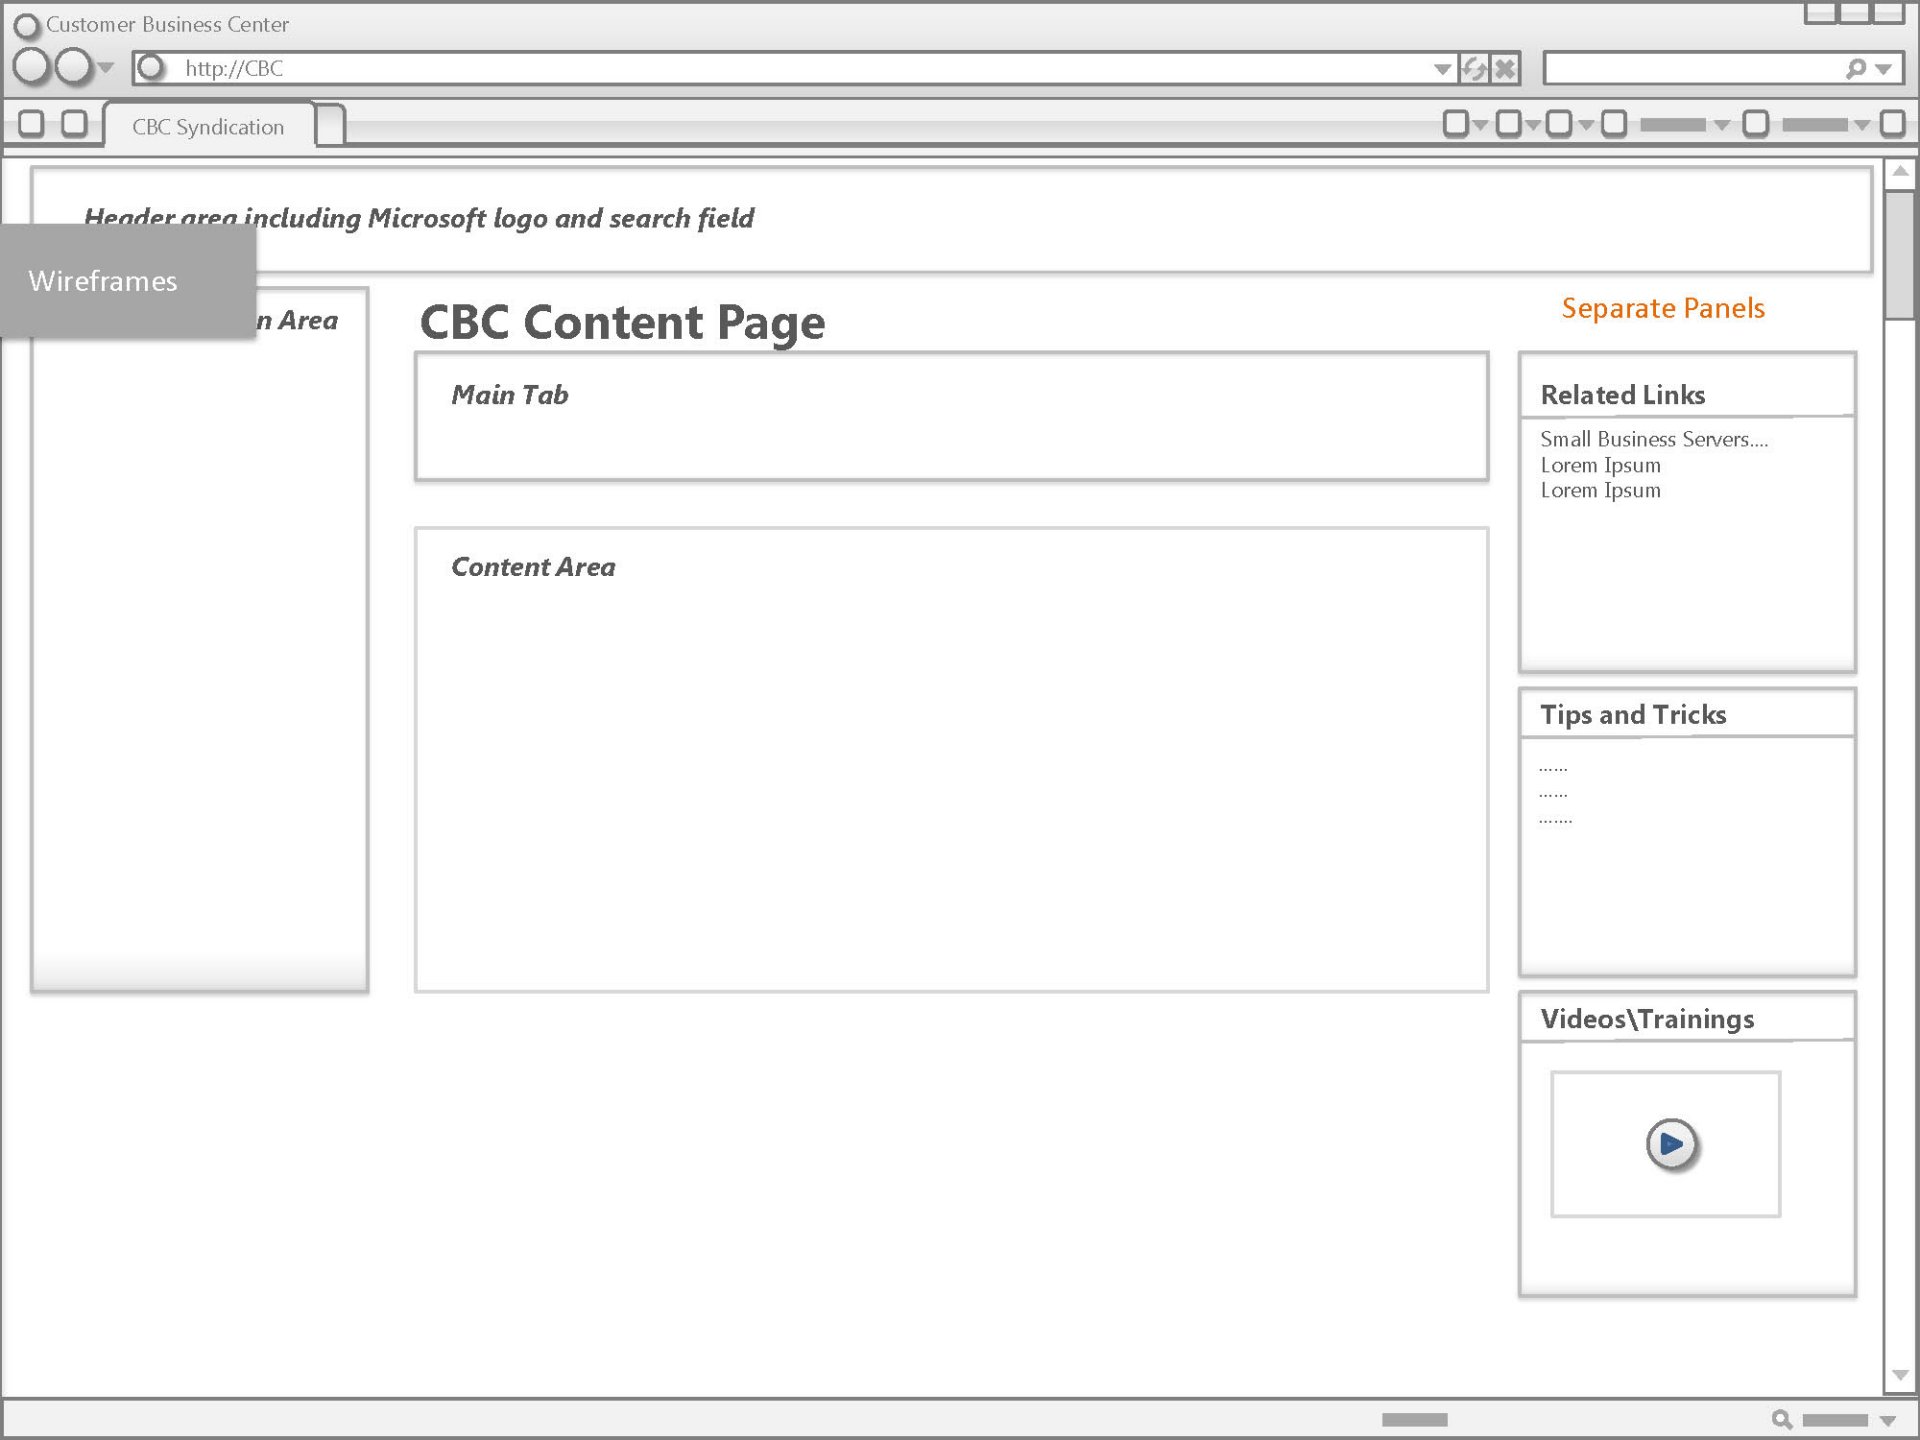 Customer Business Center
http://CBC
CBC Syndication
Header area including Microsoft logo and search field
Wireframes
n Area
CBC Content Page
Separate Panels
Main Tab
Related Links
Small Business Servers....
Lorem Ipsum
Lorem Ipsum
Content Area
Tips and Tricks
......
......
.......
Videos\Trainings